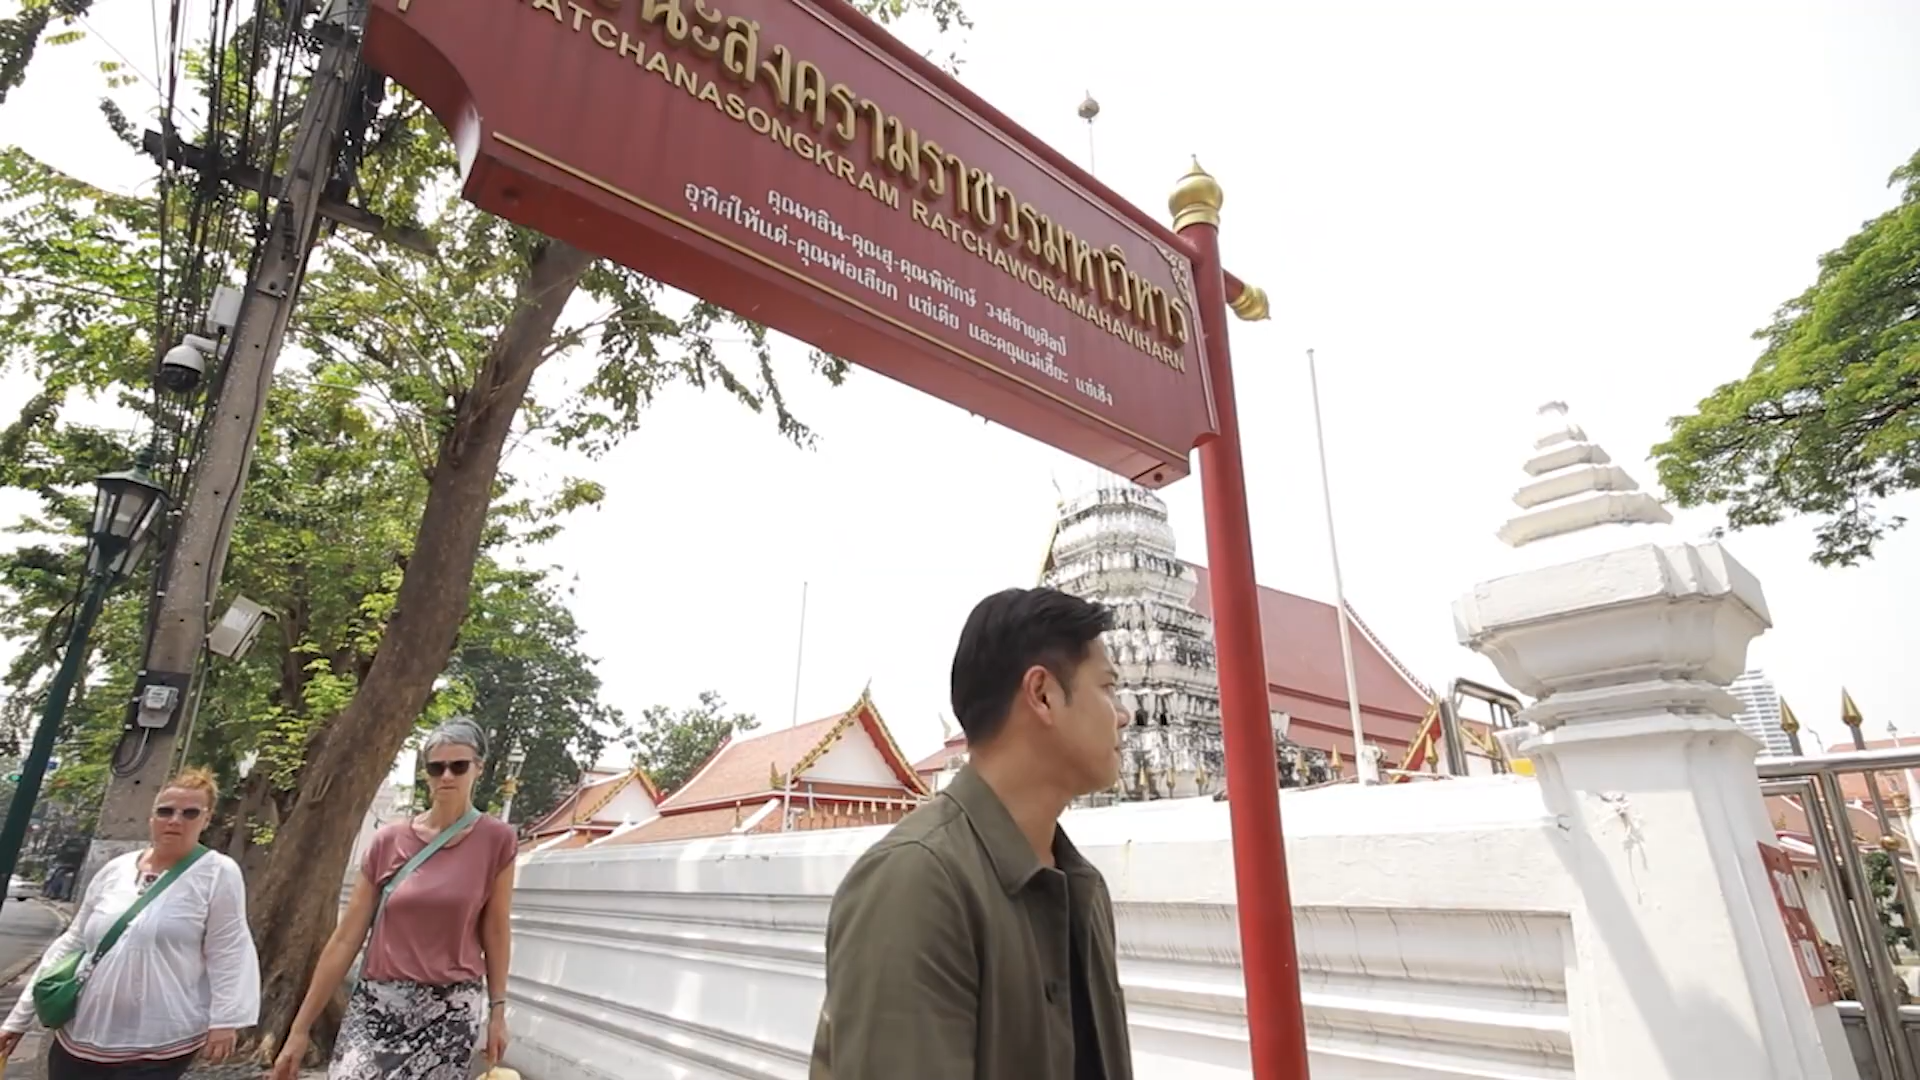 นะสงครามราชวรมหาวิหาร
RATCHANASONGKRAM RATCHAWORAMAHAVIHARN
คุณหลิน-คุณสุ-คุณพิทักษ์ วงศ์ชาญศิลป์
อุทิศให้แด่-คุณพ่อเลียก แซ่เตีย และคุณแม่เฮี๊ยะ แซ่เฮ้ง